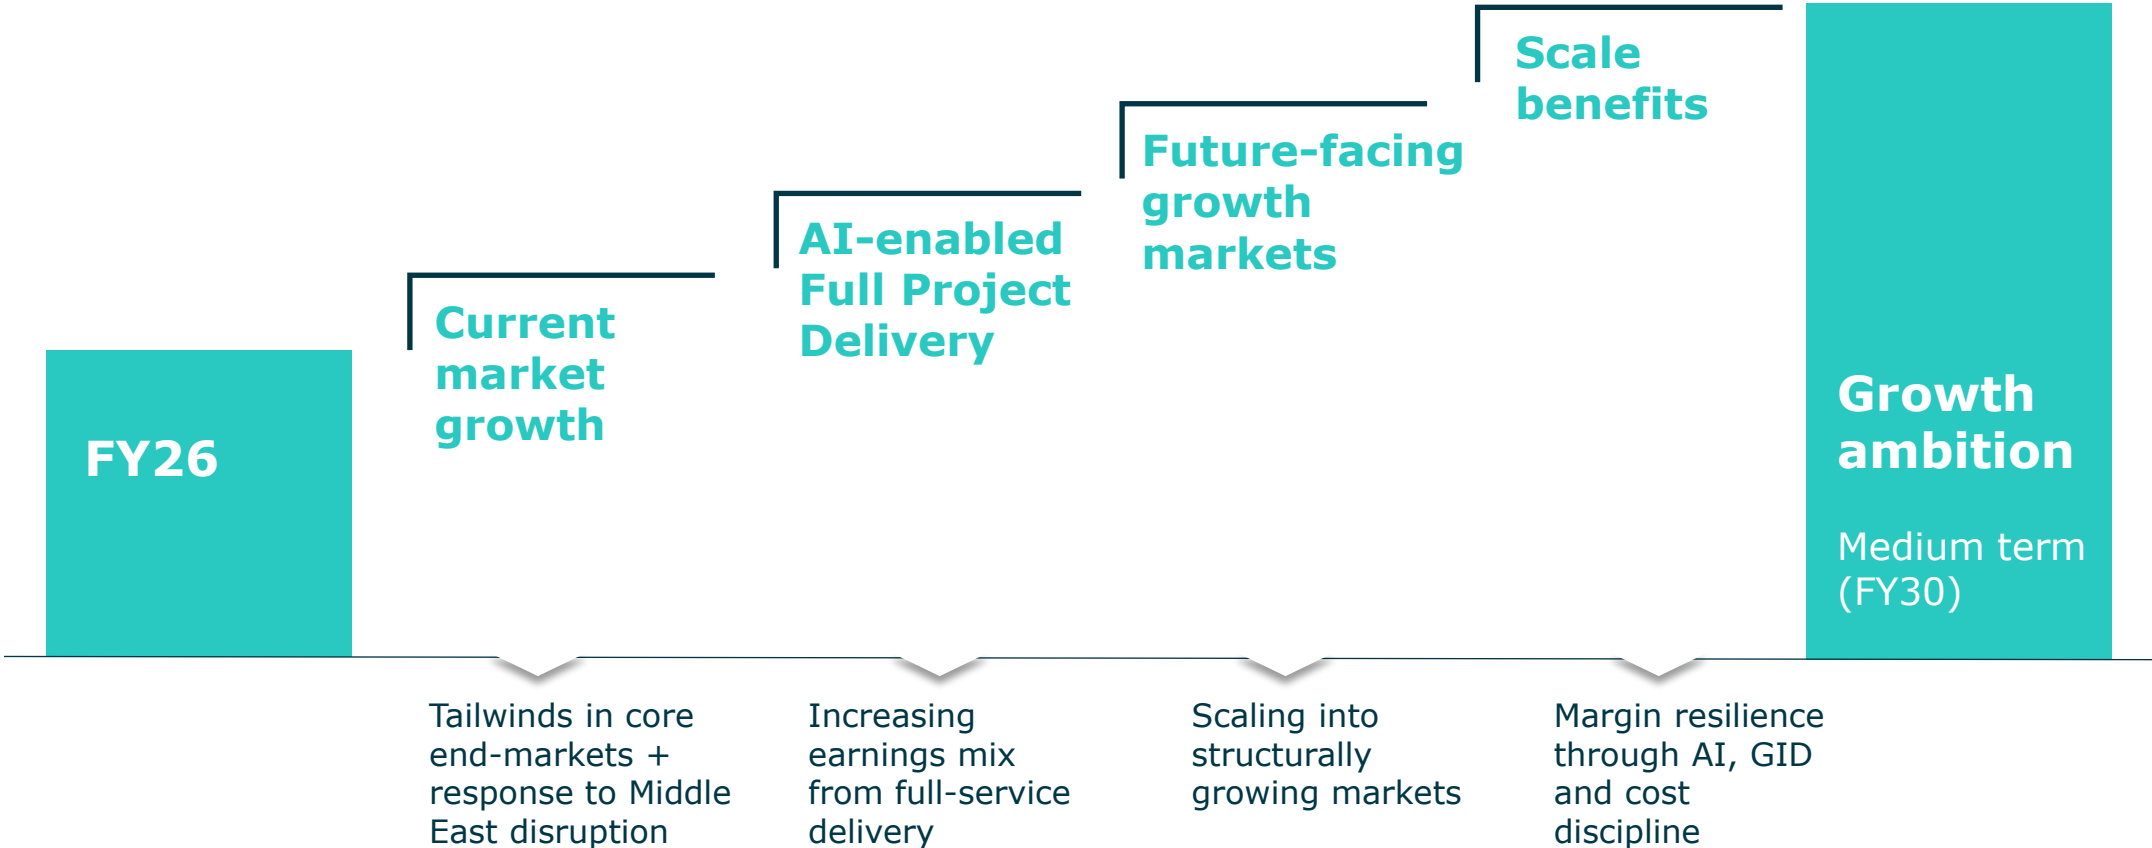 FY26
Current
market
growth
AI-enabled
Full Project
Delivery
Future-facing
growth
markets
Scale
benefits
Growth
ambition
Medium term
(FY30)
Tailwinds in core
end-markets +
response to Middle
East disruption
Increasing
earnings mix
from full-service
delivery
Scaling into
structurally
growing markets
Margin resilience
through AI, GID
and cost
discipline